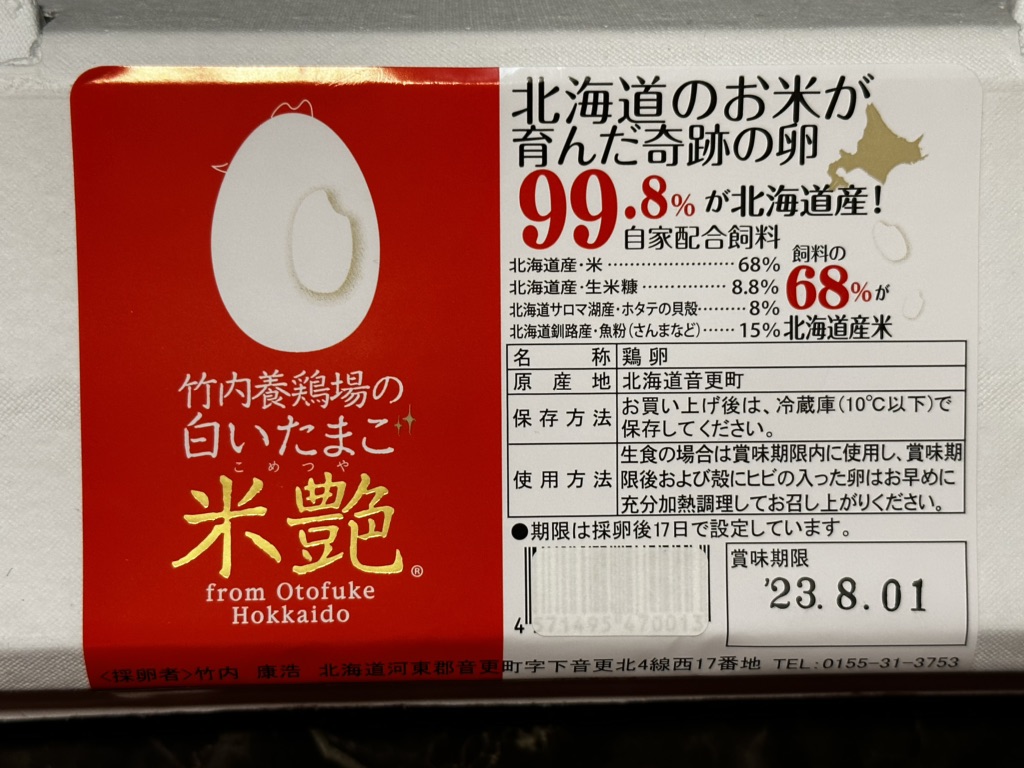 竹内養鶏場の
白いたまご
こめつや
米艶®
from Otofuke
Hokkaido
北海道のお米が
育んだ奇跡の卵
99.8%が北海道産!
自家配合飼料
北海道産・米……………………68%
北海道産・生米糠……………8.8%
北海道サロマ湖産・ホタテの貝殻……8%
北海道釧路産・魚粉(さんまなど)……15%
飼料の
68%が
北海道産米
名称 鶏卵
原産地 北海道音更町
保存方法 お買い上げ後は、冷蔵庫(10℃以下)で
保存してください。
使用方法 生食の場合は賞味期限内に使用し、賞味期
限後および殻にヒビの入った卵はお早めに
充分加熱調理してお召し上がりください。
●期限は採卵後17日で設定しています。
4 571495 470013
賞味期限
'23.8.01
<採卵者>竹内 康浩 北海道河東郡音更町字下音更北4線西17番地 TEL:0155-31-3753